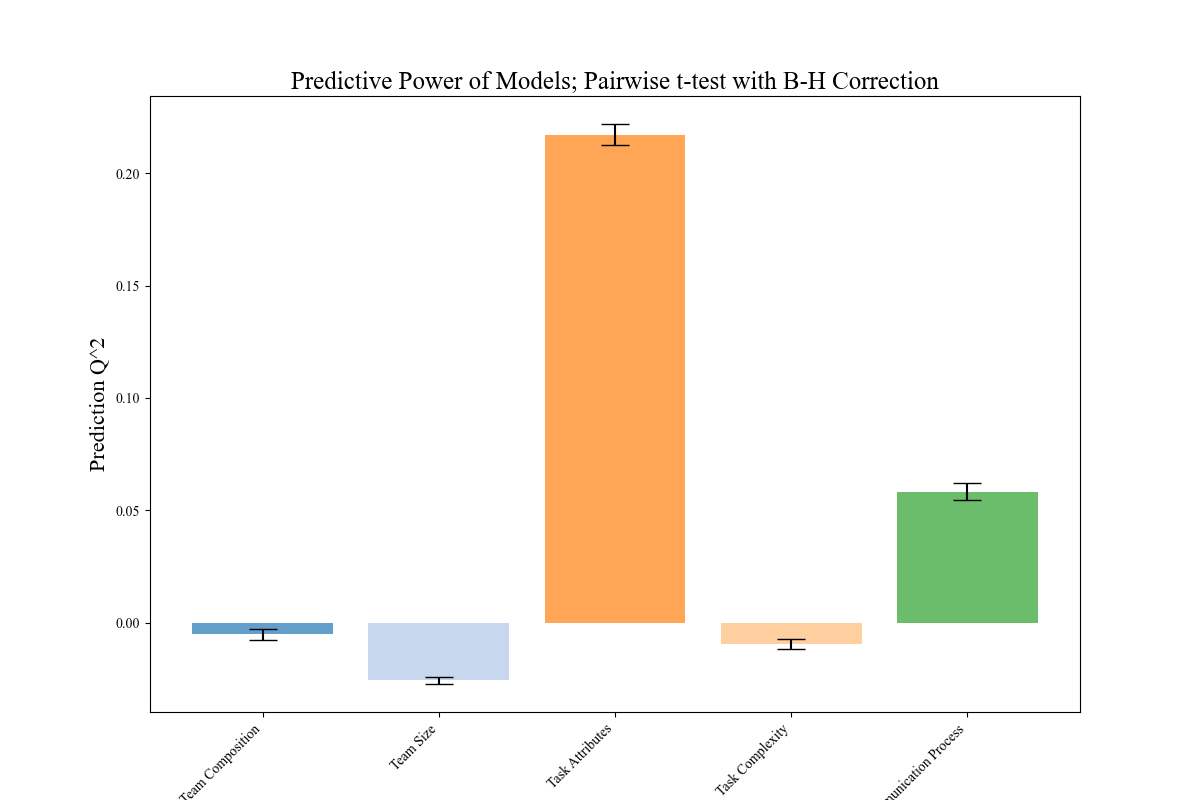 Predictive Power of Models; Pairwise t-test with B-H Correction
Prediction Q^2
0.20
0.15
0.10
0.05
0.00
Team Composition
Team Size
Task Attributes
Task Complexity
Process